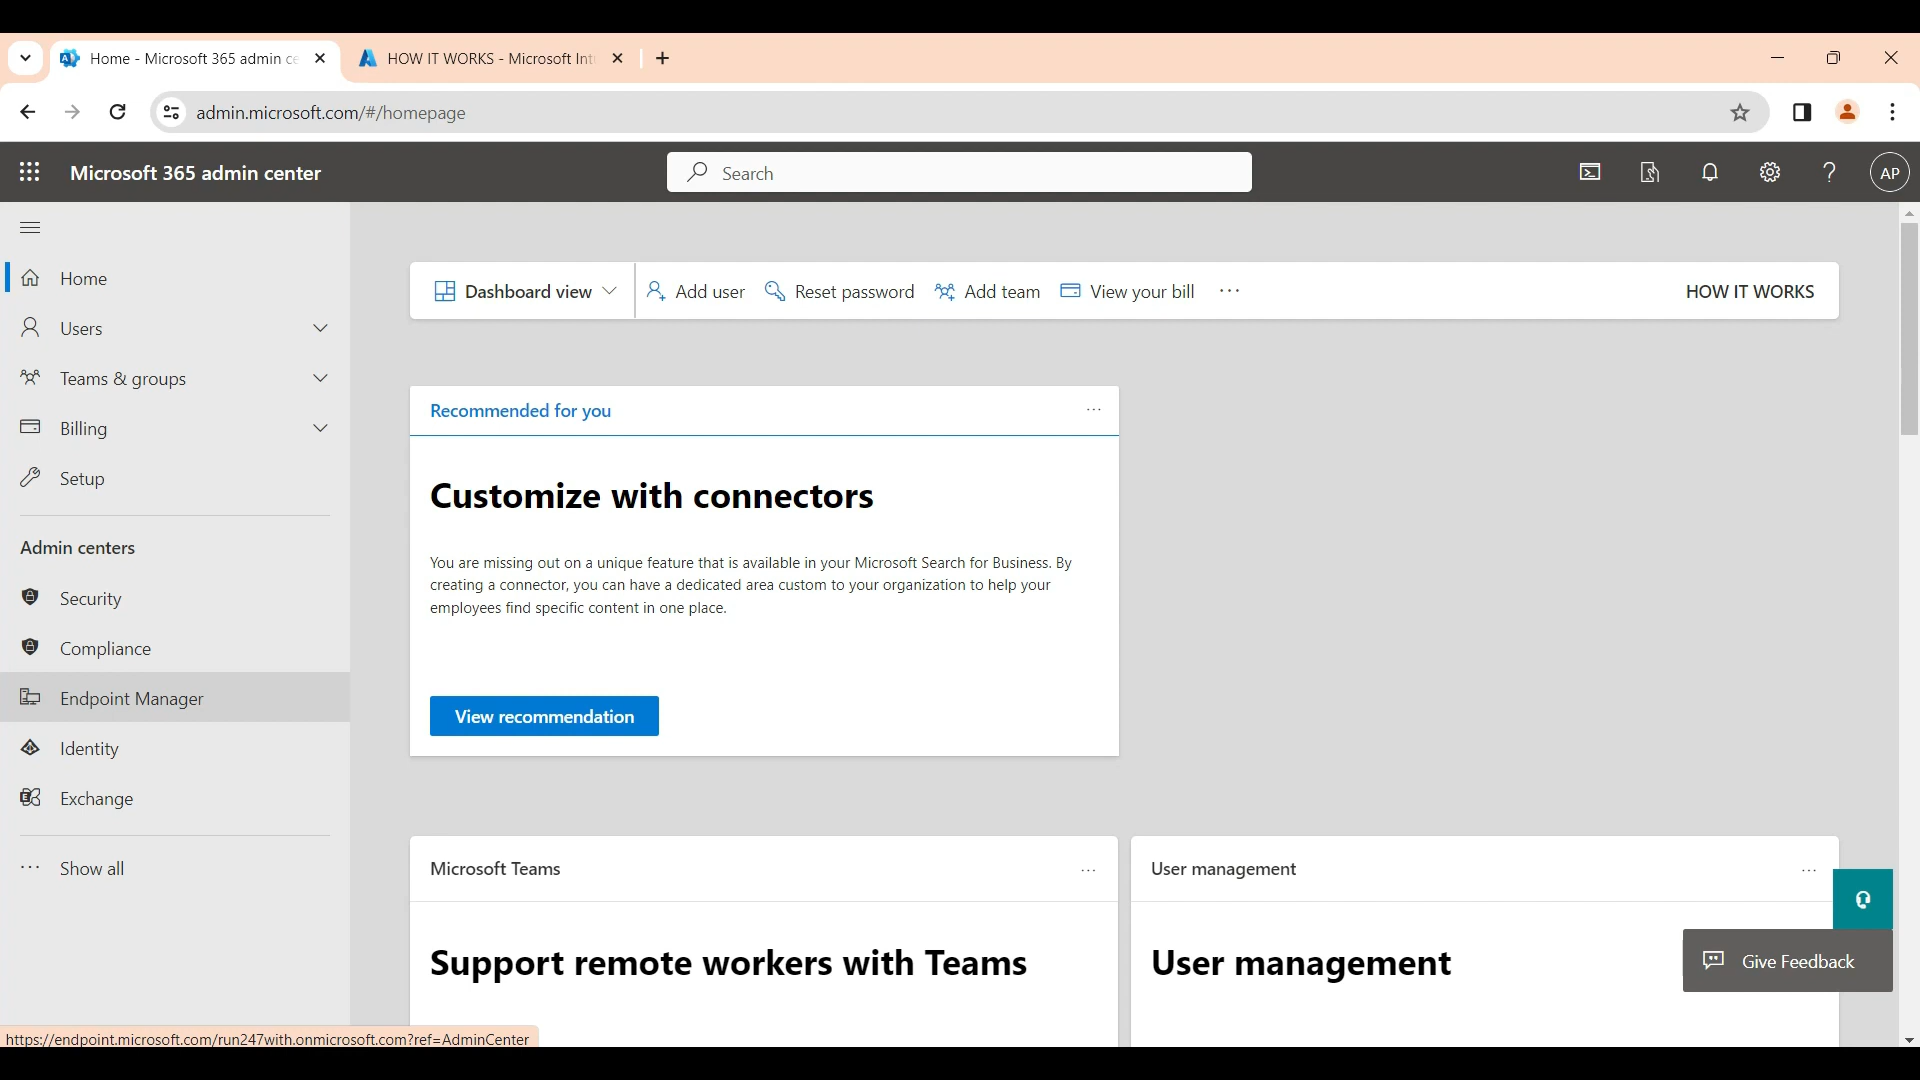 Home - Microsoft 365 admin ce
HOW IT WORKS - Microsoft Int
admin.microsoft.com/#/homepage
Microsoft 365 admin center
Search
AP
Home
Users
Teams & groups
Billing
Setup
Admin centers
Security
Compliance
Endpoint Manager
Identity
Exchange
Show all
Dashboard view
Add user
Reset password
Add team
View your bill
HOW IT WORKS
Recommended for you
Customize with connectors
You are missing out on a unique feature that is available in your Microsoft Search for Business. By
creating a connector, you can have a dedicated area custom to your organization to help your
employees find specific content in one place.
View recommendation
Microsoft Teams
Support remote workers with Teams
User management
User management
Give Feedback
https://endpoint.microsoft.com/run247with.onmicrosoft.com?ref=AdminCenter